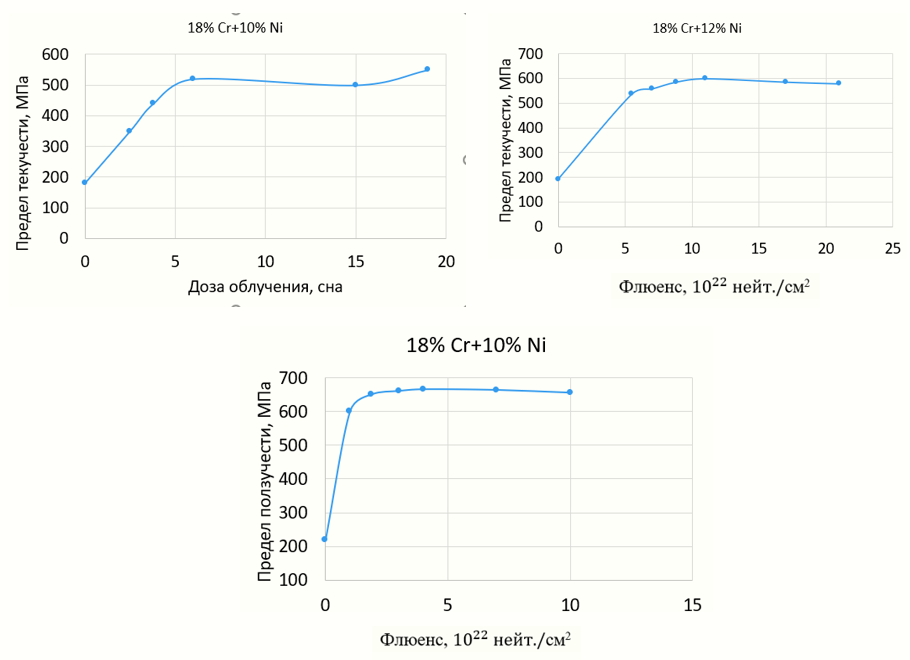 18% Cr+10% Ni
Предел текучести, МПа
600
500
400
300
200
100
0
0 5 10 15 20
Доза облучения, сна
18% Cr+12% Ni
Предел текучести, МПа
700
600
500
400
300
200
100
0
0 5 10 15 20 25
Флюенс, 10²² нейт./см²
18% Cr+10% Ni
Предел ползучести, МПа
700
600
500
400
300
200
100
0 5 10 15
Флюенс, 10²² нейт./см²